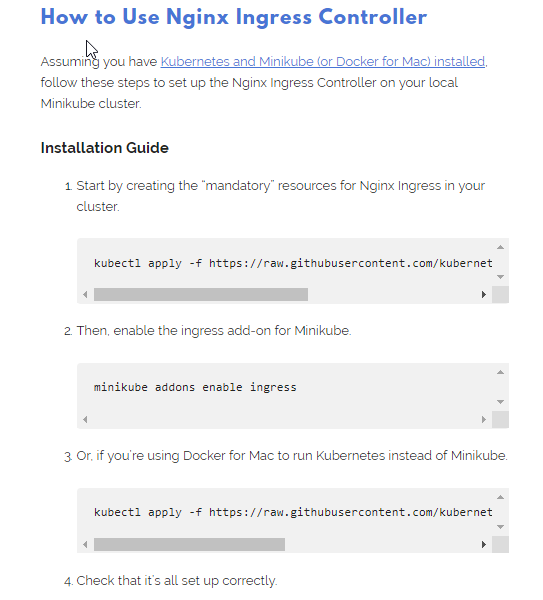 How to Use Nginx Ingress Controller
Assuming you have Kubernetes and Minikube (or Docker for Mac) installed,
follow these steps to set up the Nginx Ingress Controller on your local
Minikube cluster.
Installation Guide
1. Start by creating the “mandatory” resources for Nginx Ingress in your
cluster.
kubectl apply -f https://raw.githubusercontent.com/kubernet
2. Then, enable the ingress add-on for Minikube.
minikube addons enable ingress
3. Or, if you’re using Docker for Mac to run Kubernetes instead of Minikube.
kubectl apply -f https://raw.githubusercontent.com/kubernet
4. Check that it’s all set up correctly.